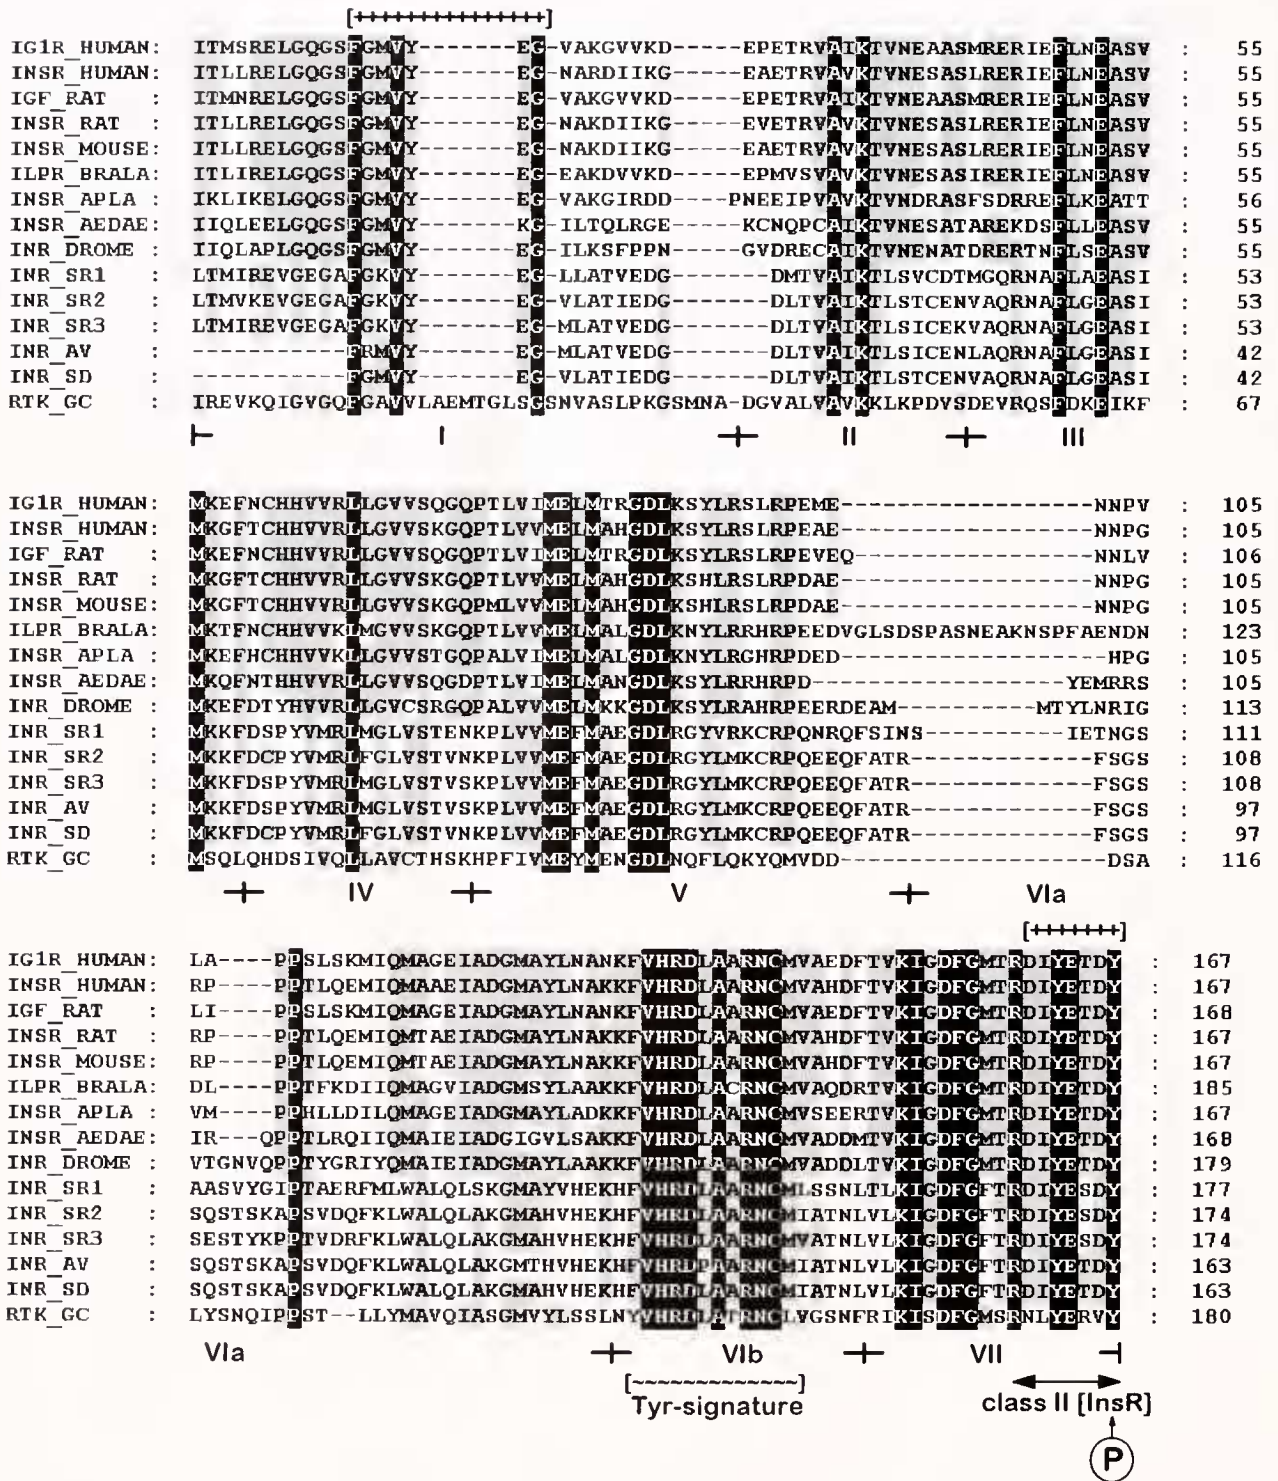 [++++++++++++++++]
IG1R_HUMAN: ITMSRELGQGSFGMVY--------EG-VAKGVVKD-----EPETRVAIKTVNEAASMRERIEFLNEASV : 55
INSR_HUMAN: ITLLRELGQGSFGMVY--------EG-NARDIIKG-----EAETRVAVKTVNESASLRERIEFLNEASV : 55
IGF_RAT : ITMNRELGQGSFGMVY--------EG-VAKGVVKD-----EPETRVAIKTVNEAASMRERIEFLNEASV : 55
INSR_RAT : ITLLRELGQGSFGMVY--------EG-NAKDIIKG-----EVETRVAVKTVNESASLRERIEFLNEASV : 55
INSR_MOUSE: ITLLRELGQGSFGMVY--------EG-NAKDIIKG-----EAETRVAVKTVNESASLRERIEFLNEASV : 55
ILPR_BRALA: ITLIRELGQGSFGMVY--------EG-EAKDVVKD-----EPMVSVAVKTVNESASIRERIEFLNEASV : 55
INSR_APLA : IKLIKELGQGSFGMVY--------EG-VAKGIRDD----PNEEIPVAVKTVNDRASFSDRREFLKEATT : 56
INSR_AEDAE: IIQLEELGQGSFGMVY--------KG-ILTQLRGE-----KCNQPCAIKTVNESATAREKDSFLLEASV : 55
INR_DROME : IIQLAPLGQGSFGMVY--------EG-ILKSFPPN-----GVDRECAIKTVNENATDRERTNFLSEASV : 55
INR_SR1 : LTMIREVGEGAFGKVY--------EG-LLATVEDG-------DMTVAIKTLSVCDTMGQRNAFLAEASI : 53
INR_SR2 : LTMVKEVGEGAFGKVY--------EG-VLATIEDG-------DLTVAIKTLSTCENVAQRNAFLGEASI : 53
INR_SR3 : LTMIREVGEGAFGKVY--------EG-MLATVEDG-------DLTVAIKTLSICEKVAQRNAFLGEASI : 53
INR_AV : -----------FRMVY--------EG-MLATVEDG-------DLTVAIKTLSICENLAQRNAFLGEASI : 42
INR_SD : -----------FGMVY--------EG-VLATIEDG-------DLTVAIKTLSTCENVAQRNAFLGEASI : 42
RTK_GC : IREVKQIGVGQFGAVVLAEMTGLSGSNVASLPKGSMNA-DGVALVAVKKLKPDVSDEVRQSFDKEIKF : 67
I II III
IG1R_HUMAN: MKEFNCHHVVRLLGVVSQGQPTLVIMELMTRGDLKSYLRSLRPEME-------------------NNPV : 105
INSR_HUMAN: MKGFTCHHVVRLLGVVSKGQPTLVVMELMAHGDLKSYLRSLRPEAE-------------------NNPG : 105
IGF_RAT : MKEFNCHHVVRLLGVVSQGQPTLVIMELMTRGDLKSYLRSLRPEVEQ------------------NNLV : 106
INSR_RAT : MKGFTCHHVVRLLGVVSKGQPTLVVMELMAHGDLKSHLRSLRPDAE-------------------NNPG : 105
INSR_MOUSE: MKGFTCHHVVRLLGVVSKGQPMLVVMELMAHGDLKSHLRSLRPDAE-------------------NNPG : 105
ILPR_BRALA: MKTFNCHHVVKLMGVVSKGQPTLVVMELMALGDLKNYLRRHRPEEDVGLSDSPASNEAKNSPFAENDN : 123
INSR_APLA : MKEFHCHHVVKLLGVVSTGQPALVIMELMALGDLKNYLRGHRPDED--------------------HPG : 105
INSR_AEDAE: MKQFNTHHVVRLLGVVSQGDPTLVIMELMANGDLKSYLRRHRPD-------------------YEMRRS : 105
INR_DROME : MKEFDTYHVVRLLGVCSRGQPALVVMELMKKGDLKSYLRAHRPEERDEAM-----------MTYLNRIG : 113
INR_SR1 : MKKFDSPYVMRLMGLVSTENKPLVVMEFMAEGDLRGYVRKCRPQNRQFSINS-----------IETNGS : 111
INR_SR2 : MKKFDCPYVMRLFGLVSTVNKPLVVMEFMAEGDLRGYLMKCRPQEEQFATR--------------FSGS : 108
INR_SR3 : MKKFDSPYVMRLMGLVSTVSKPLVVMEFMAEGDLRGYLMKCRPQEEQFATR--------------FSGS : 108
INR_AV : MKKFDSPYVMRLMGLVSTVSKPLVVMEFMAEGDLRGYLMKCRPQEEQFATR--------------FSGS : 97
INR_SD : MKKFDCPYVMRLFGLVSTVNKPLVVMEFMAEGDLRGYLMKCRPQEEQFATR--------------FSGS : 97
RTK_GC : MSQLQHDSIVQLLAVCTHSKHPFIVMEYMENGDLNQFLQKYQMVDD--------------------DSA : 116
IV V VIa
[+++++++]
IG1R_HUMAN: LA----PPSLSKMIQMAGEIADGMAYLNANKFVHRDLAARNCMVAEDFTVKIGDFGMTRDIYETDY : 167
INSR_HUMAN: RP----PPTLQEMIQMAAEIADGMAYLNAKKFVHRDLAARNCMVAHDFTVKIGDFGMTRDIYETDY : 167
IGF_RAT : LI----PPSLSKMIQMAGEIADGMAYLNANKFVHRDLAARNCMVAEDFTVKIGDFGMTRDIYETDY : 168
INSR_RAT : RP----PPTLQEMIQMTAEIADGMAYLNAKKFVHRDLAARNCMVAHDFTVKIGDFGMTRDIYETDY : 167
INSR_MOUSE: RP----PPTLQEMIQMTAEIADGMAYLNAKKFVHRDLAARNCMVAHDFTVKIGDFGMTRDIYETDY : 167
ILPR_BRALA: DL----PPTFKDIIQMAGVIADGMSYLAAKKFVHRDLACRNCMVAQDRTVKIGDFGMTRDIYETDY : 185
INSR_APLA : VM----PPHLLDILQMAGEIADGMAYLADKKFVHRDLAARNCMVSEERTVKIGDFGMTRDIYETDY : 167
INSR_AEDAE: IR---QPPTLRQIIQMAIEIADGIGVLSAKKFVHRDLAARNCMVADDMTVKIGDFGMTRDIYETDY : 168
INR_DROME : VTGNVQPPTYGRIYQMAIEIADGMAYLAAKKFVHRDLAARNCMVADDLTVKIGDFGMTRDIYETDY : 179
INR_SR1 : AASVYGIPTAERFMLWALQLSKGMAYVHEKHFVHRDLAARNCMLSSNLTLKIGDFGFTRDIYESDY : 177
INR_SR2 : SQSTSKAPSVDQFKLWALQLAKGMAHVHEKHFVHRDLAARNCMIATNLVLKIGDFGFTRDIYESDY : 174
INR_SR3 : SESTYKPPTVDRFKLWALQLAKGMAYVHEKHFVHRDLAARNCMVATNLVLKIGDFGFTRDIYESDY : 174
INR_AV : SQSTSKAPSVDQFKLWALQLAKGMTHVHEKHFVHRDPAARNCMIATNLVLKIGDFGFTRDIYETDY : 163
INR_SD : SQSTSKAPSVDQFKLWALQLAKGMAHVHEKHFVHRDLAARNCMIATNLVLKIGDFGFTRDIYETDY : 163
RTK_GC : LYSNQIPPST--LLYMAVQIASGMVYLSSLNYVHRDLATRNCLVGSNFRIKISDFGMSRNLYERVY : 180
VIa VIb VII
[~~~~~~~~~~~~~]
Tyr-signature class II [InsR]
P